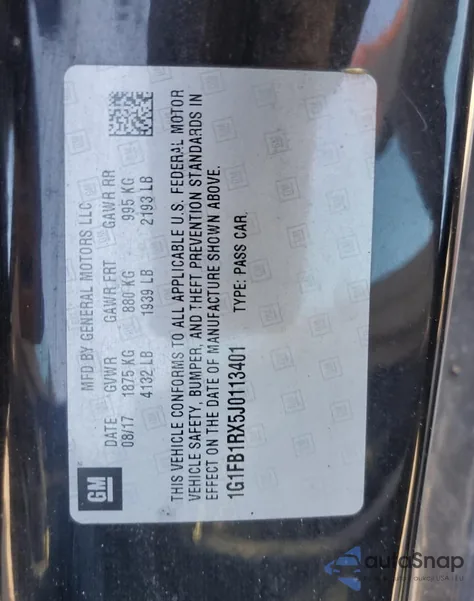 MFD BY GENERAL MOTORS LLC
DATE GVWR GAWR FRT GAWR RR
08/17 1875 KG 880 KG 995 KG
4132 LB 1939 LB 2193 LB
GM
THIS VEHICLE CONFORMS TO ALL APPLICABLE U.S. FEDERAL MOTOR
VEHICLE SAFETY, BUMPER, AND THEFT PREVENTION STANDARDS IN
EFFECT ON THE DATE OF MANUFACTURE SHOWN ABOVE.
1G1FB1RX5J0113401 TYPE: PASS CAR.
autoSnap